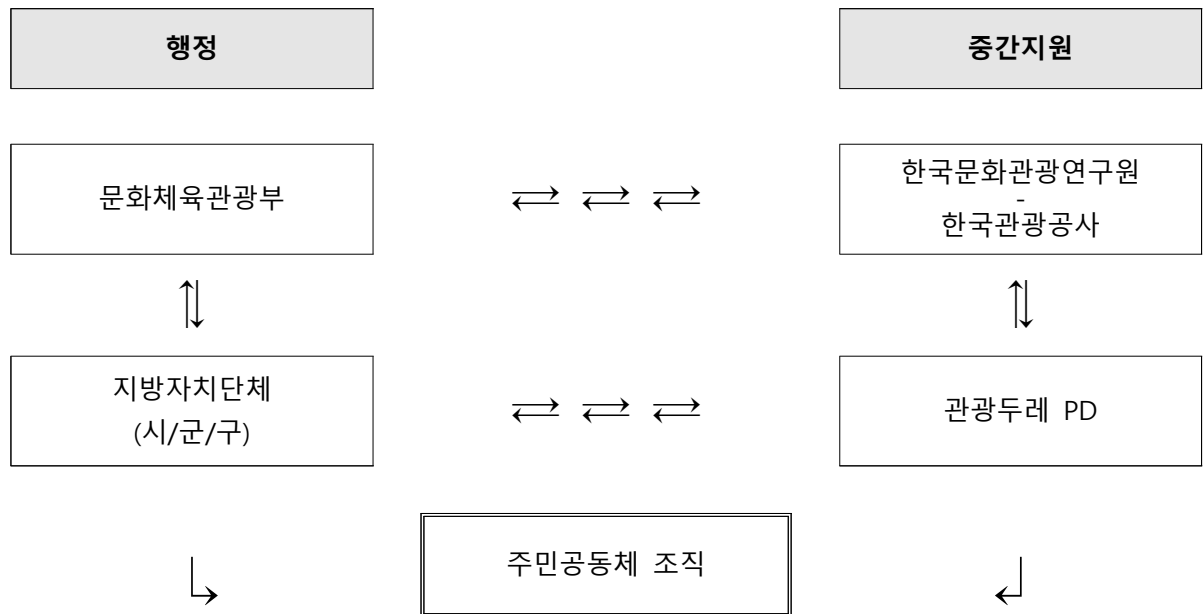 행정
중간지원
문화체육관광부
⇄ ⇄ ⇄
한국문화관광연구원
-
한국관광공사
⇅
⇅
지방자치단체
(시/군/구)
⇄ ⇄ ⇄
관광두레 PD
↳
주민공동체 조직
↲